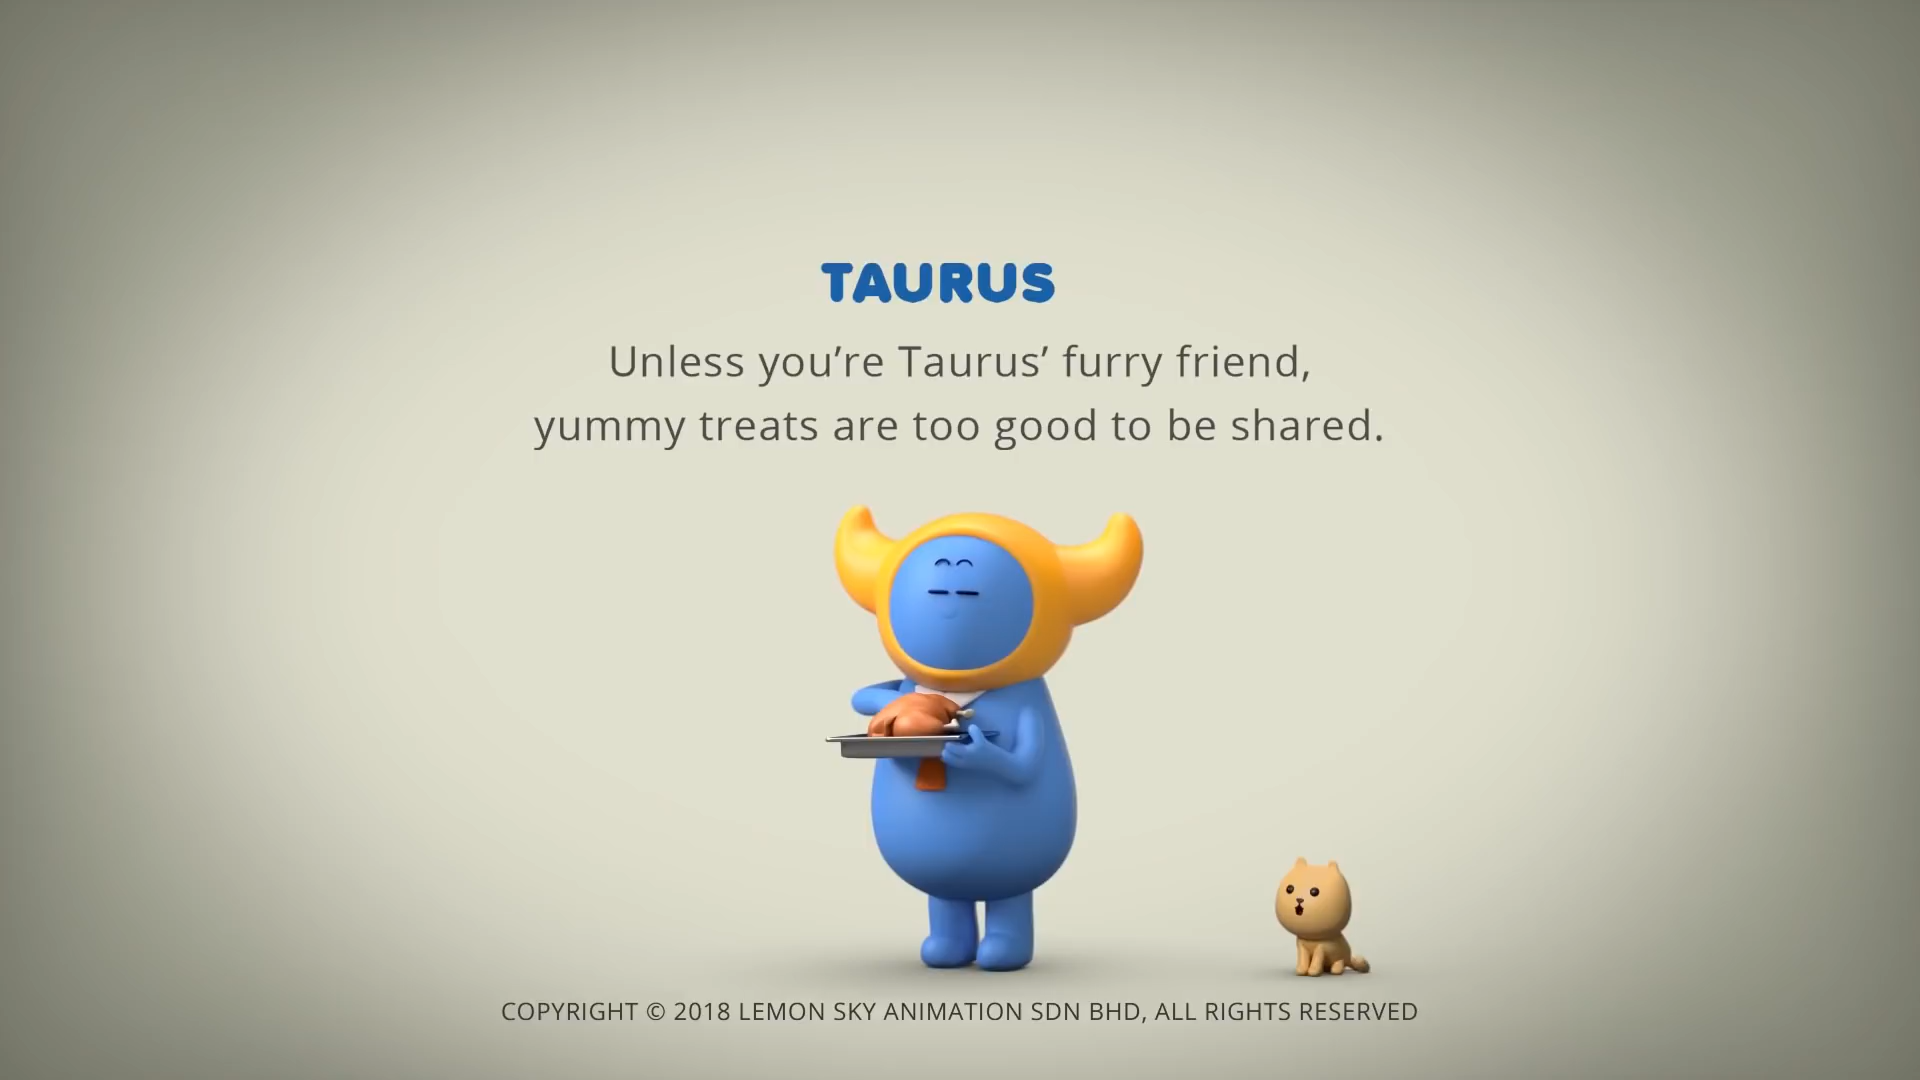 TAURUS
Unless you’re Taurus’ furry friend,
yummy treats are too good to be shared.
COPYRIGHT © 2018 LEMON SKY ANIMATION SDN BHD, ALL RIGHTS RESERVED